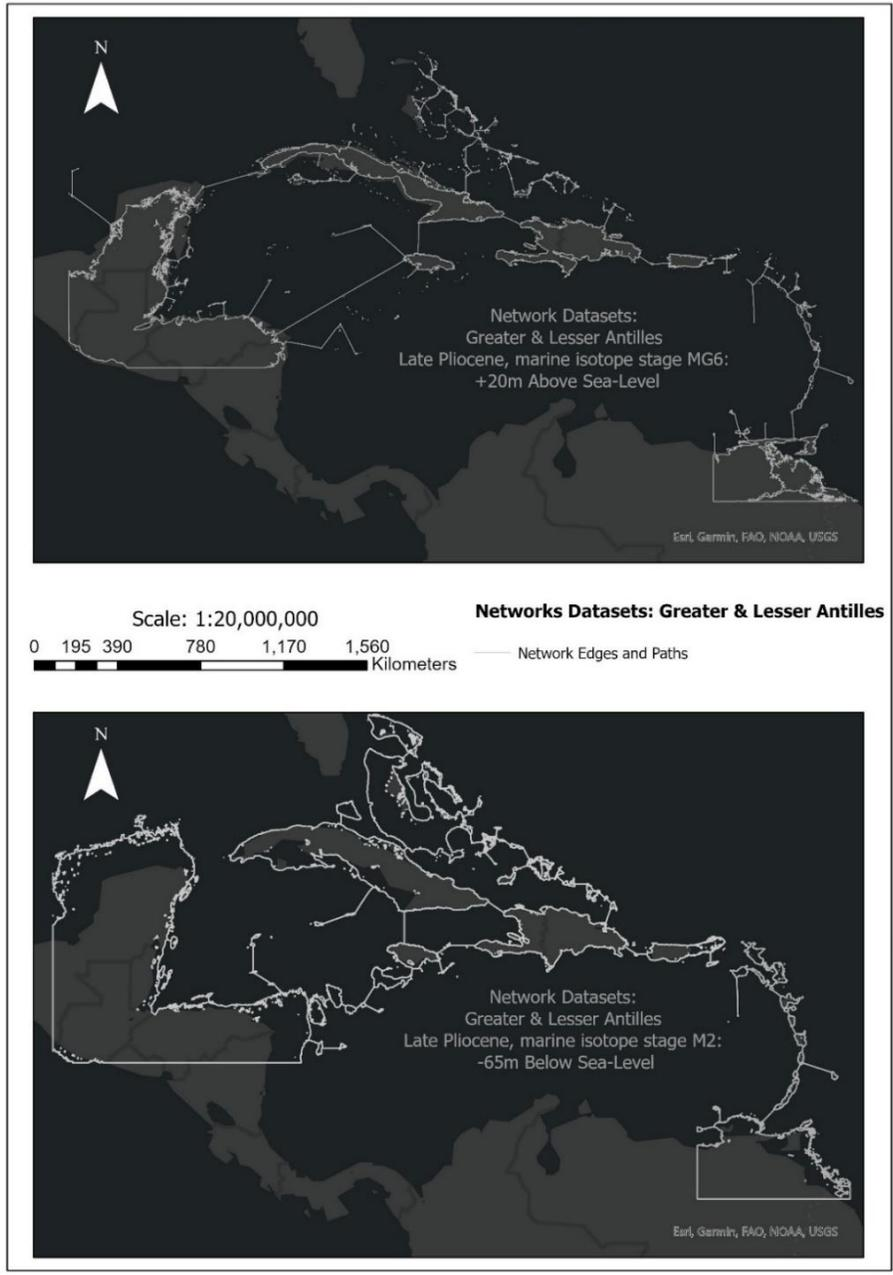 N
Network Datasets:
Greater & Lesser Antilles
Late Pliocene, marine isotope stage MG6:
+20m Above Sea-Level
Esri, Garmin, FAO, NOAA, USGS
Scale: 1:20,000,000
0 195 390 780 1,170 1,560
Kilometers
Networks Datasets: Greater & Lesser Antilles
Network Edges and Paths
N
Network Datasets:
Greater & Lesser Antilles
Late Pliocene, marine isotope stage M2:
-65m Below Sea-Level
Esri, Garmin, FAO, NOAA, USGS